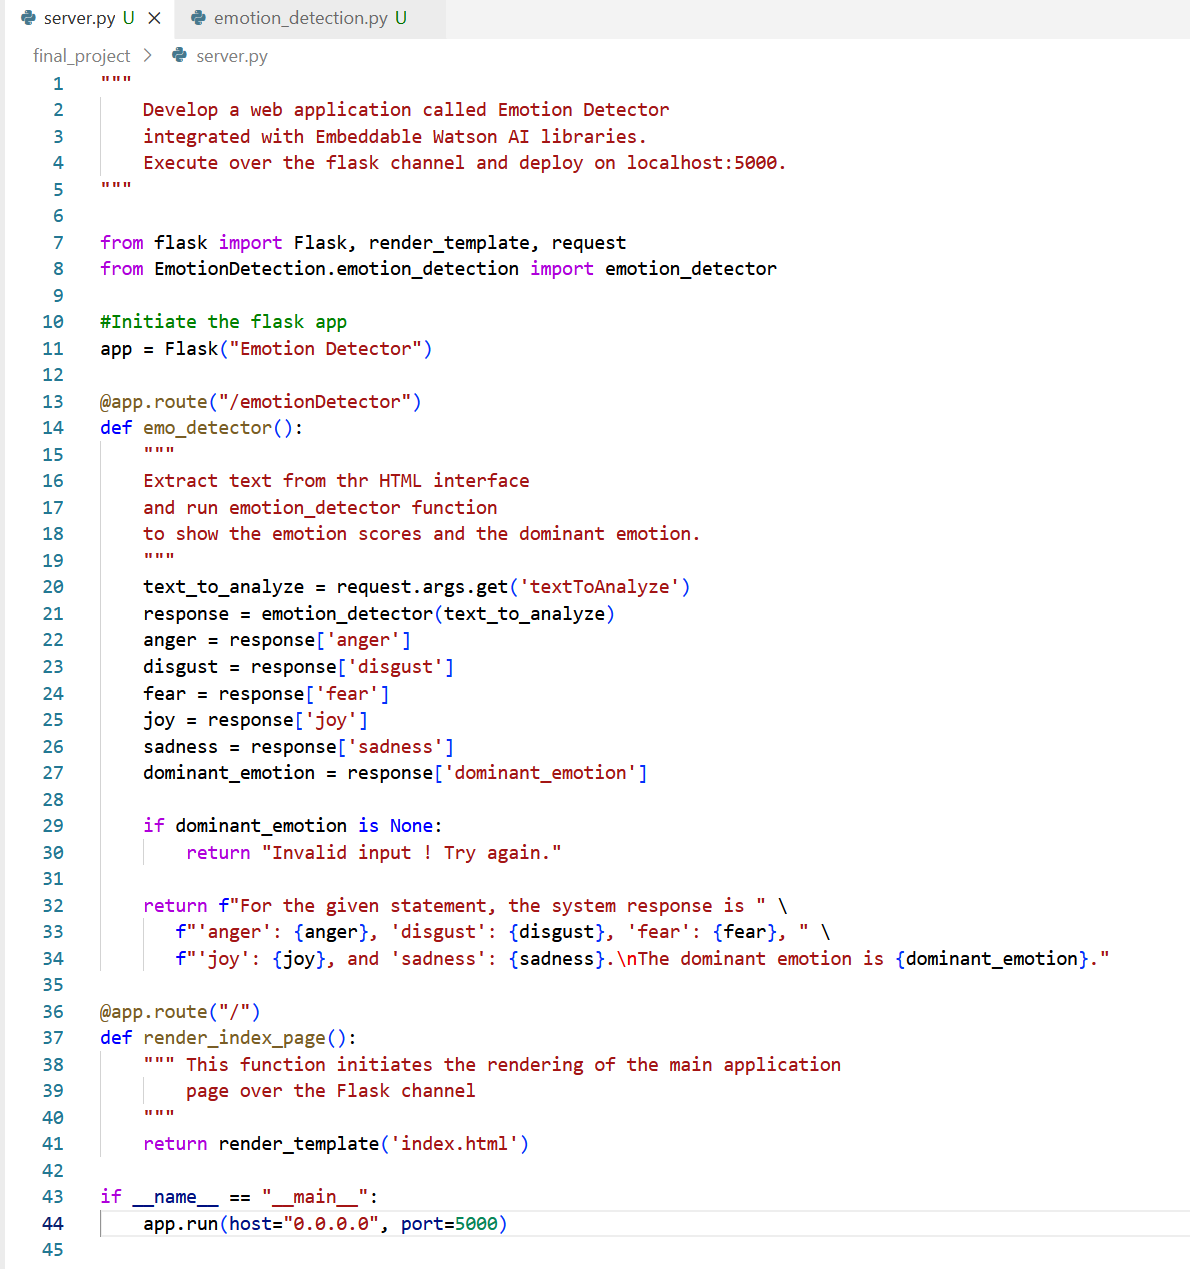 server.py U ×   emotion_detection.py U
final_project > server.py
1 """
2     Develop a web application called Emotion Detector
3     integrated with Embeddable Watson AI libraries.
4     Execute over the flask channel and deploy on localhost:5000.
5 """
6
7 from flask import Flask, render_template, request
8 from EmotionDetection.emotion_detection import emotion_detector
9
10 #Initiate the flask app
11 app = Flask("Emotion Detector")
12
13 @app.route("/emotionDetector")
14 def emo_detector():
15     """
16     Extract text from thr HTML interface
17     and run emotion_detector function
18     to show the emotion scores and the dominant emotion.
19     """
20     text_to_analyze = request.args.get('textToAnalyze')
21     response = emotion_detector(text_to_analyze)
22     anger = response['anger']
23     disgust = response['disgust']
24     fear = response['fear']
25     joy = response['joy']
26     sadness = response['sadness']
27     dominant_emotion = response['dominant_emotion']
28
29     if dominant_emotion is None:
30         return "Invalid input ! Try again."
31
32     return f"For the given statement, the system response is " \
33        f"'anger': {anger}, 'disgust': {disgust}, 'fear': {fear}, " \
34        f"'joy': {joy}, and 'sadness': {sadness}.\nThe dominant emotion is {dominant_emotion}."
35
36 @app.route("/")
37 def render_index_page():
38     """ This function initiates the rendering of the main application
39         page over the Flask channel
40     """
41     return render_template('index.html')
42
43 if __name__ == "__main__":
44     app.run(host="0.0.0.0", port=5000)
45